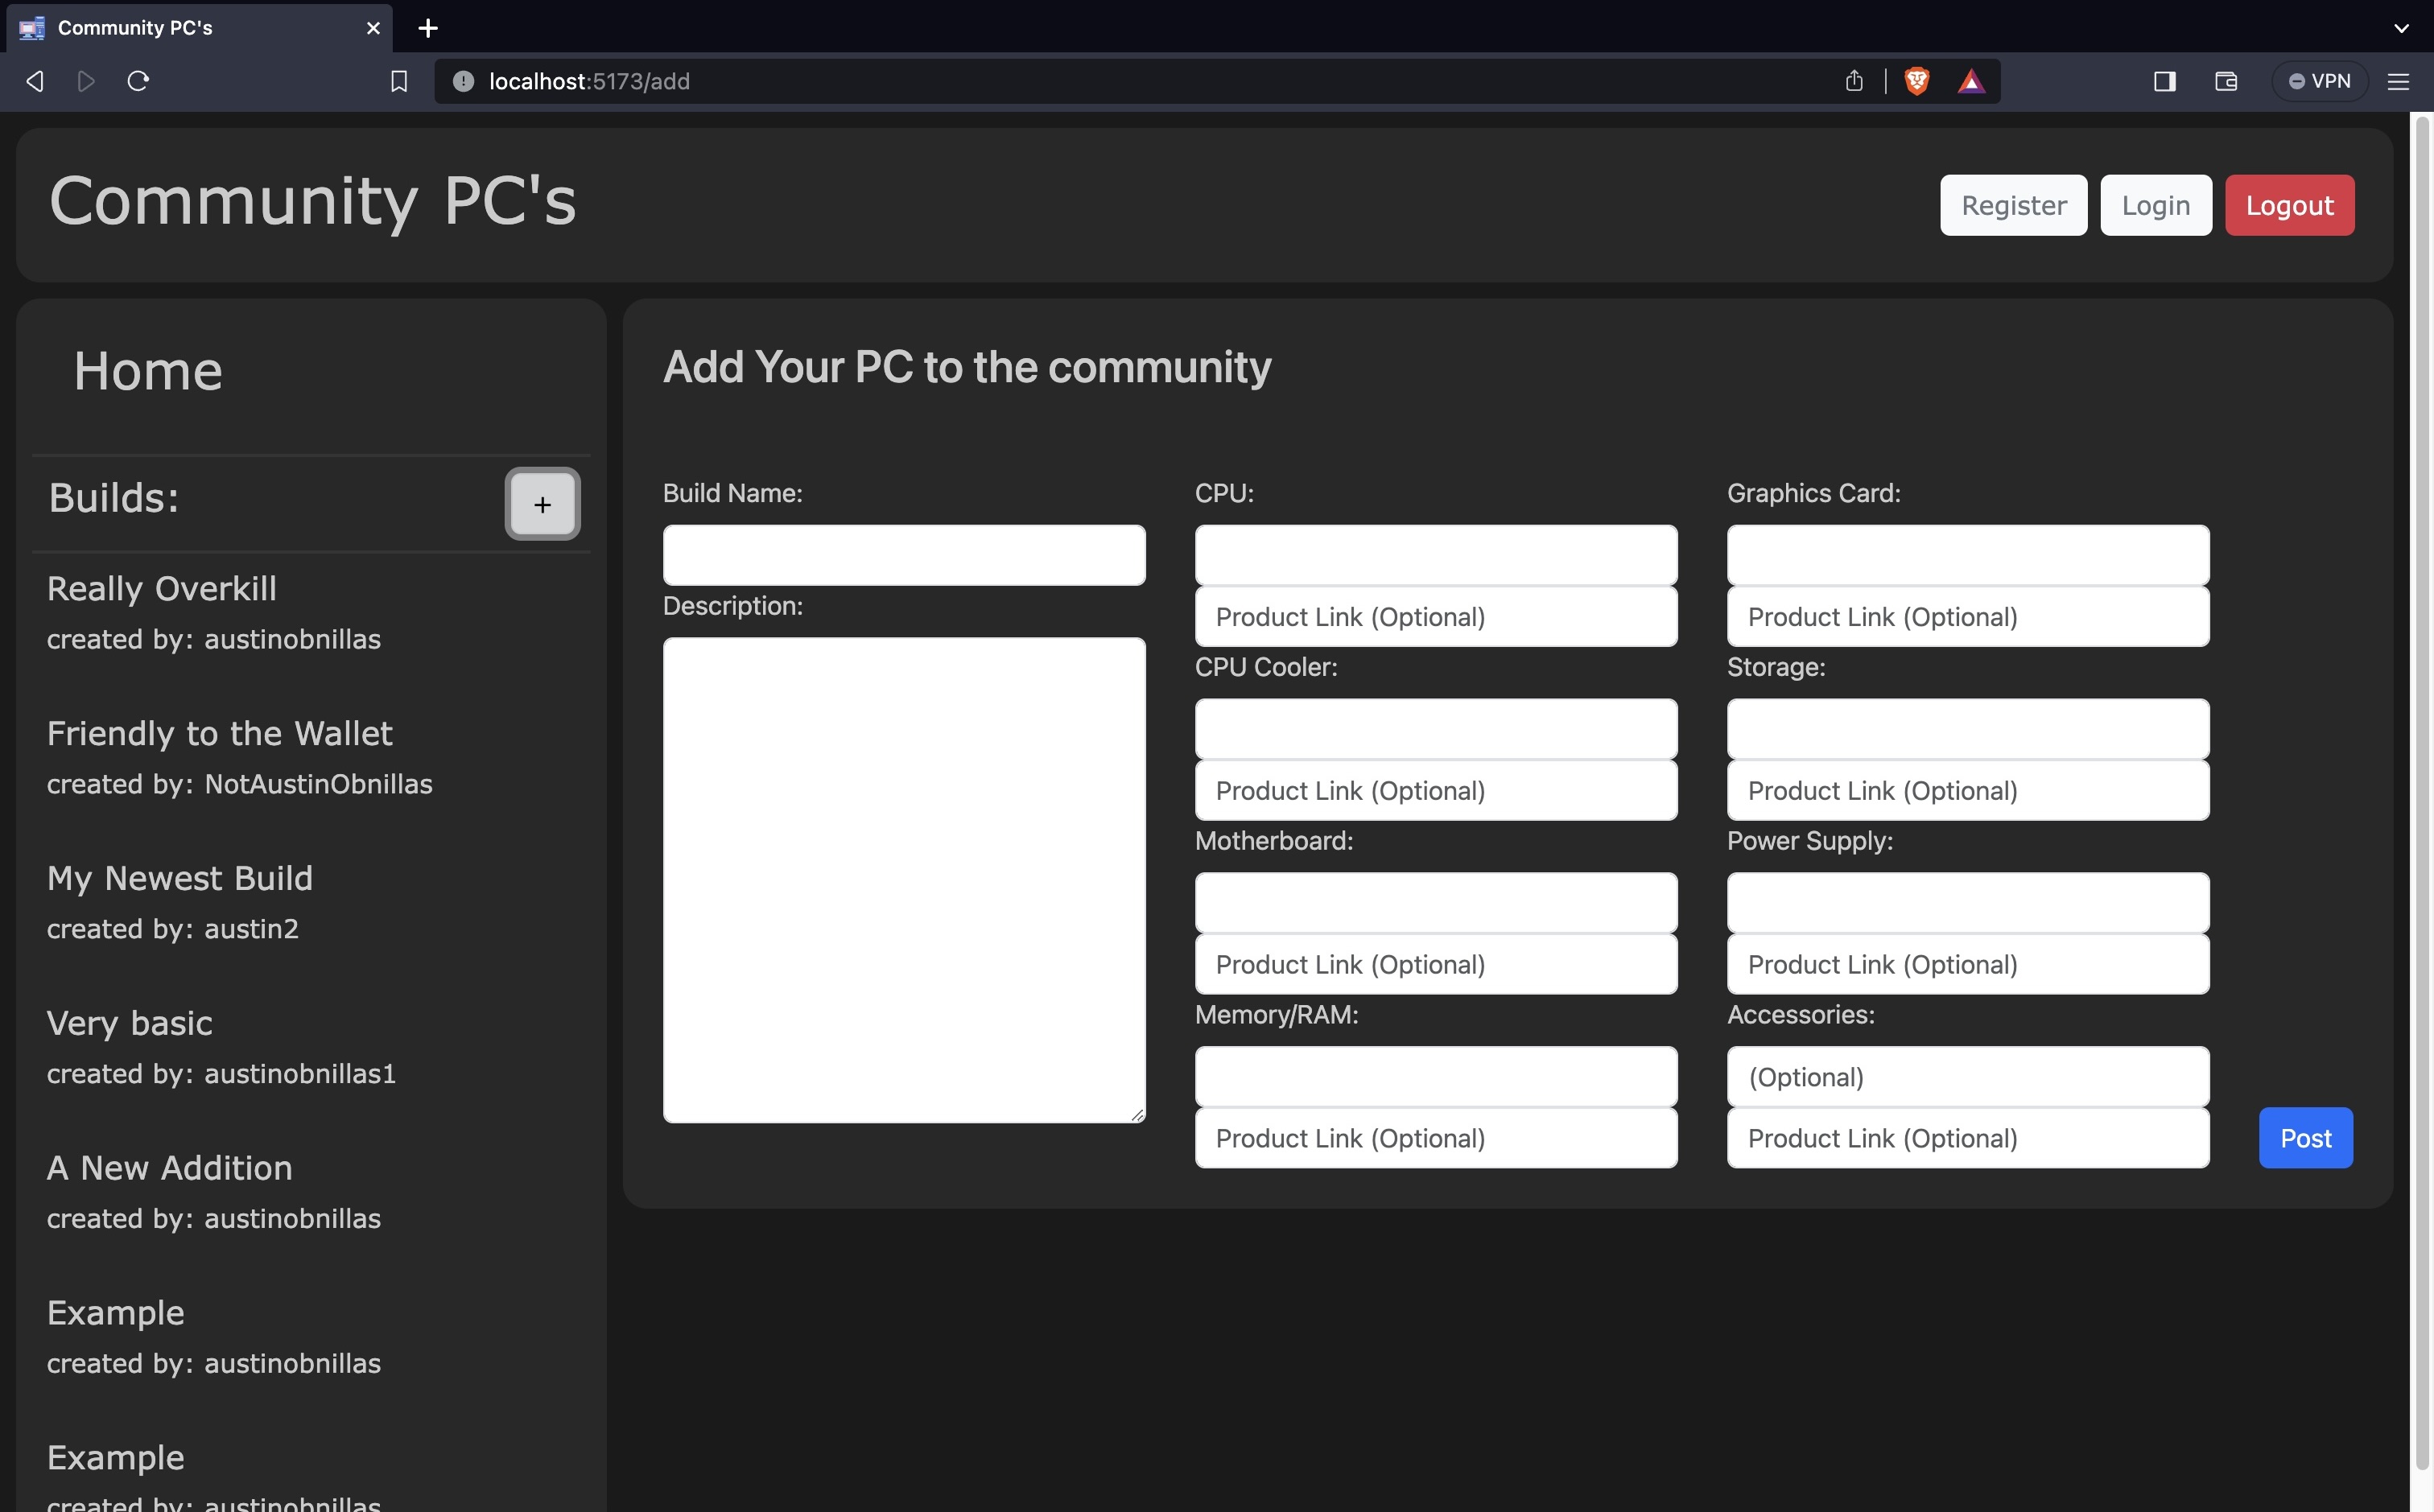 Community PC's
localhost:5173/add
VPN
Community PC's
Register
Login
Logout
Home
Builds:
+
Really Overkill
created by: austinobnillas
Friendly to the Wallet
created by: NotAustinObnillas
My Newest Build
created by: austin2
Very basic
created by: austinobnillas1
A New Addition
created by: austinobnillas
Example
created by: austinobnillas
Example
created by: austinobnillas
Add Your PC to the community
Build Name:
Description:
CPU:
Product Link (Optional)
CPU Cooler:
Product Link (Optional)
Motherboard:
Product Link (Optional)
Memory/RAM:
Product Link (Optional)
Graphics Card:
Product Link (Optional)
Storage:
Product Link (Optional)
Power Supply:
Product Link (Optional)
Accessories:
(Optional)
Product Link (Optional)
Post